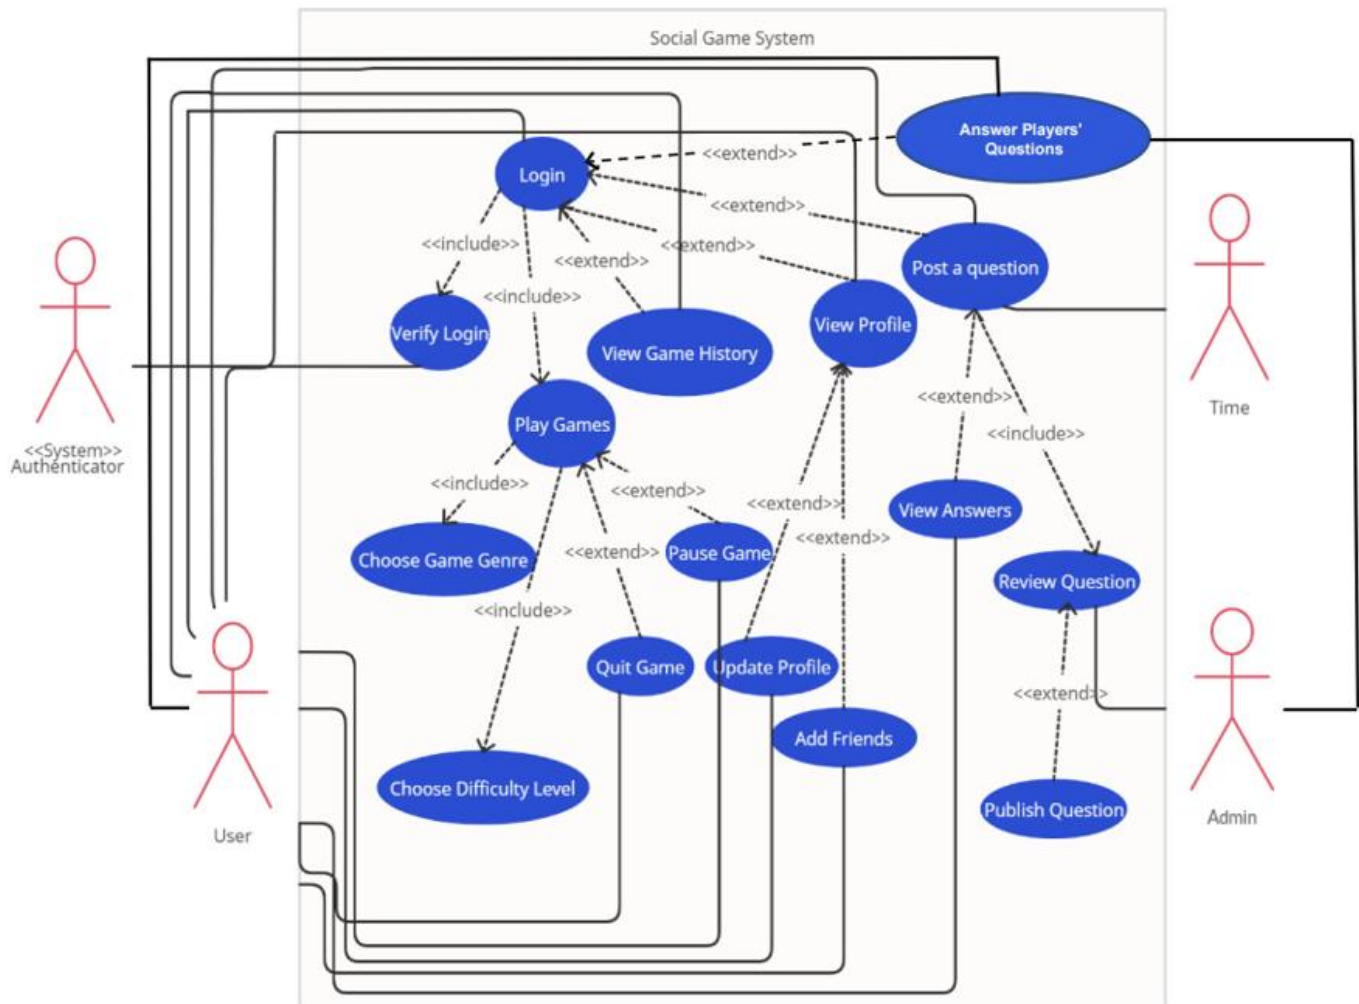 Social Game System
Answer Players'
Questions
<<extend>>
Login
<<extend>>
<<include>>
<<extend>>
<<extend>>
Post a question
<<include>>
View Profile
Verify Login
View Game History
<<extend>>
Time
Play Games
<<include>>
<<System>>
Authenticator
<<include>>
<<extend>>
<<extend>>
View Answers
<<extend>>
Choose Game Genre
<<extend>>
Pause Game
Review Question
<<include>>
Quit Game
Update Profile
<<extend>>
Add Friends
Choose Difficulty Level
Publish Question
Admin
User